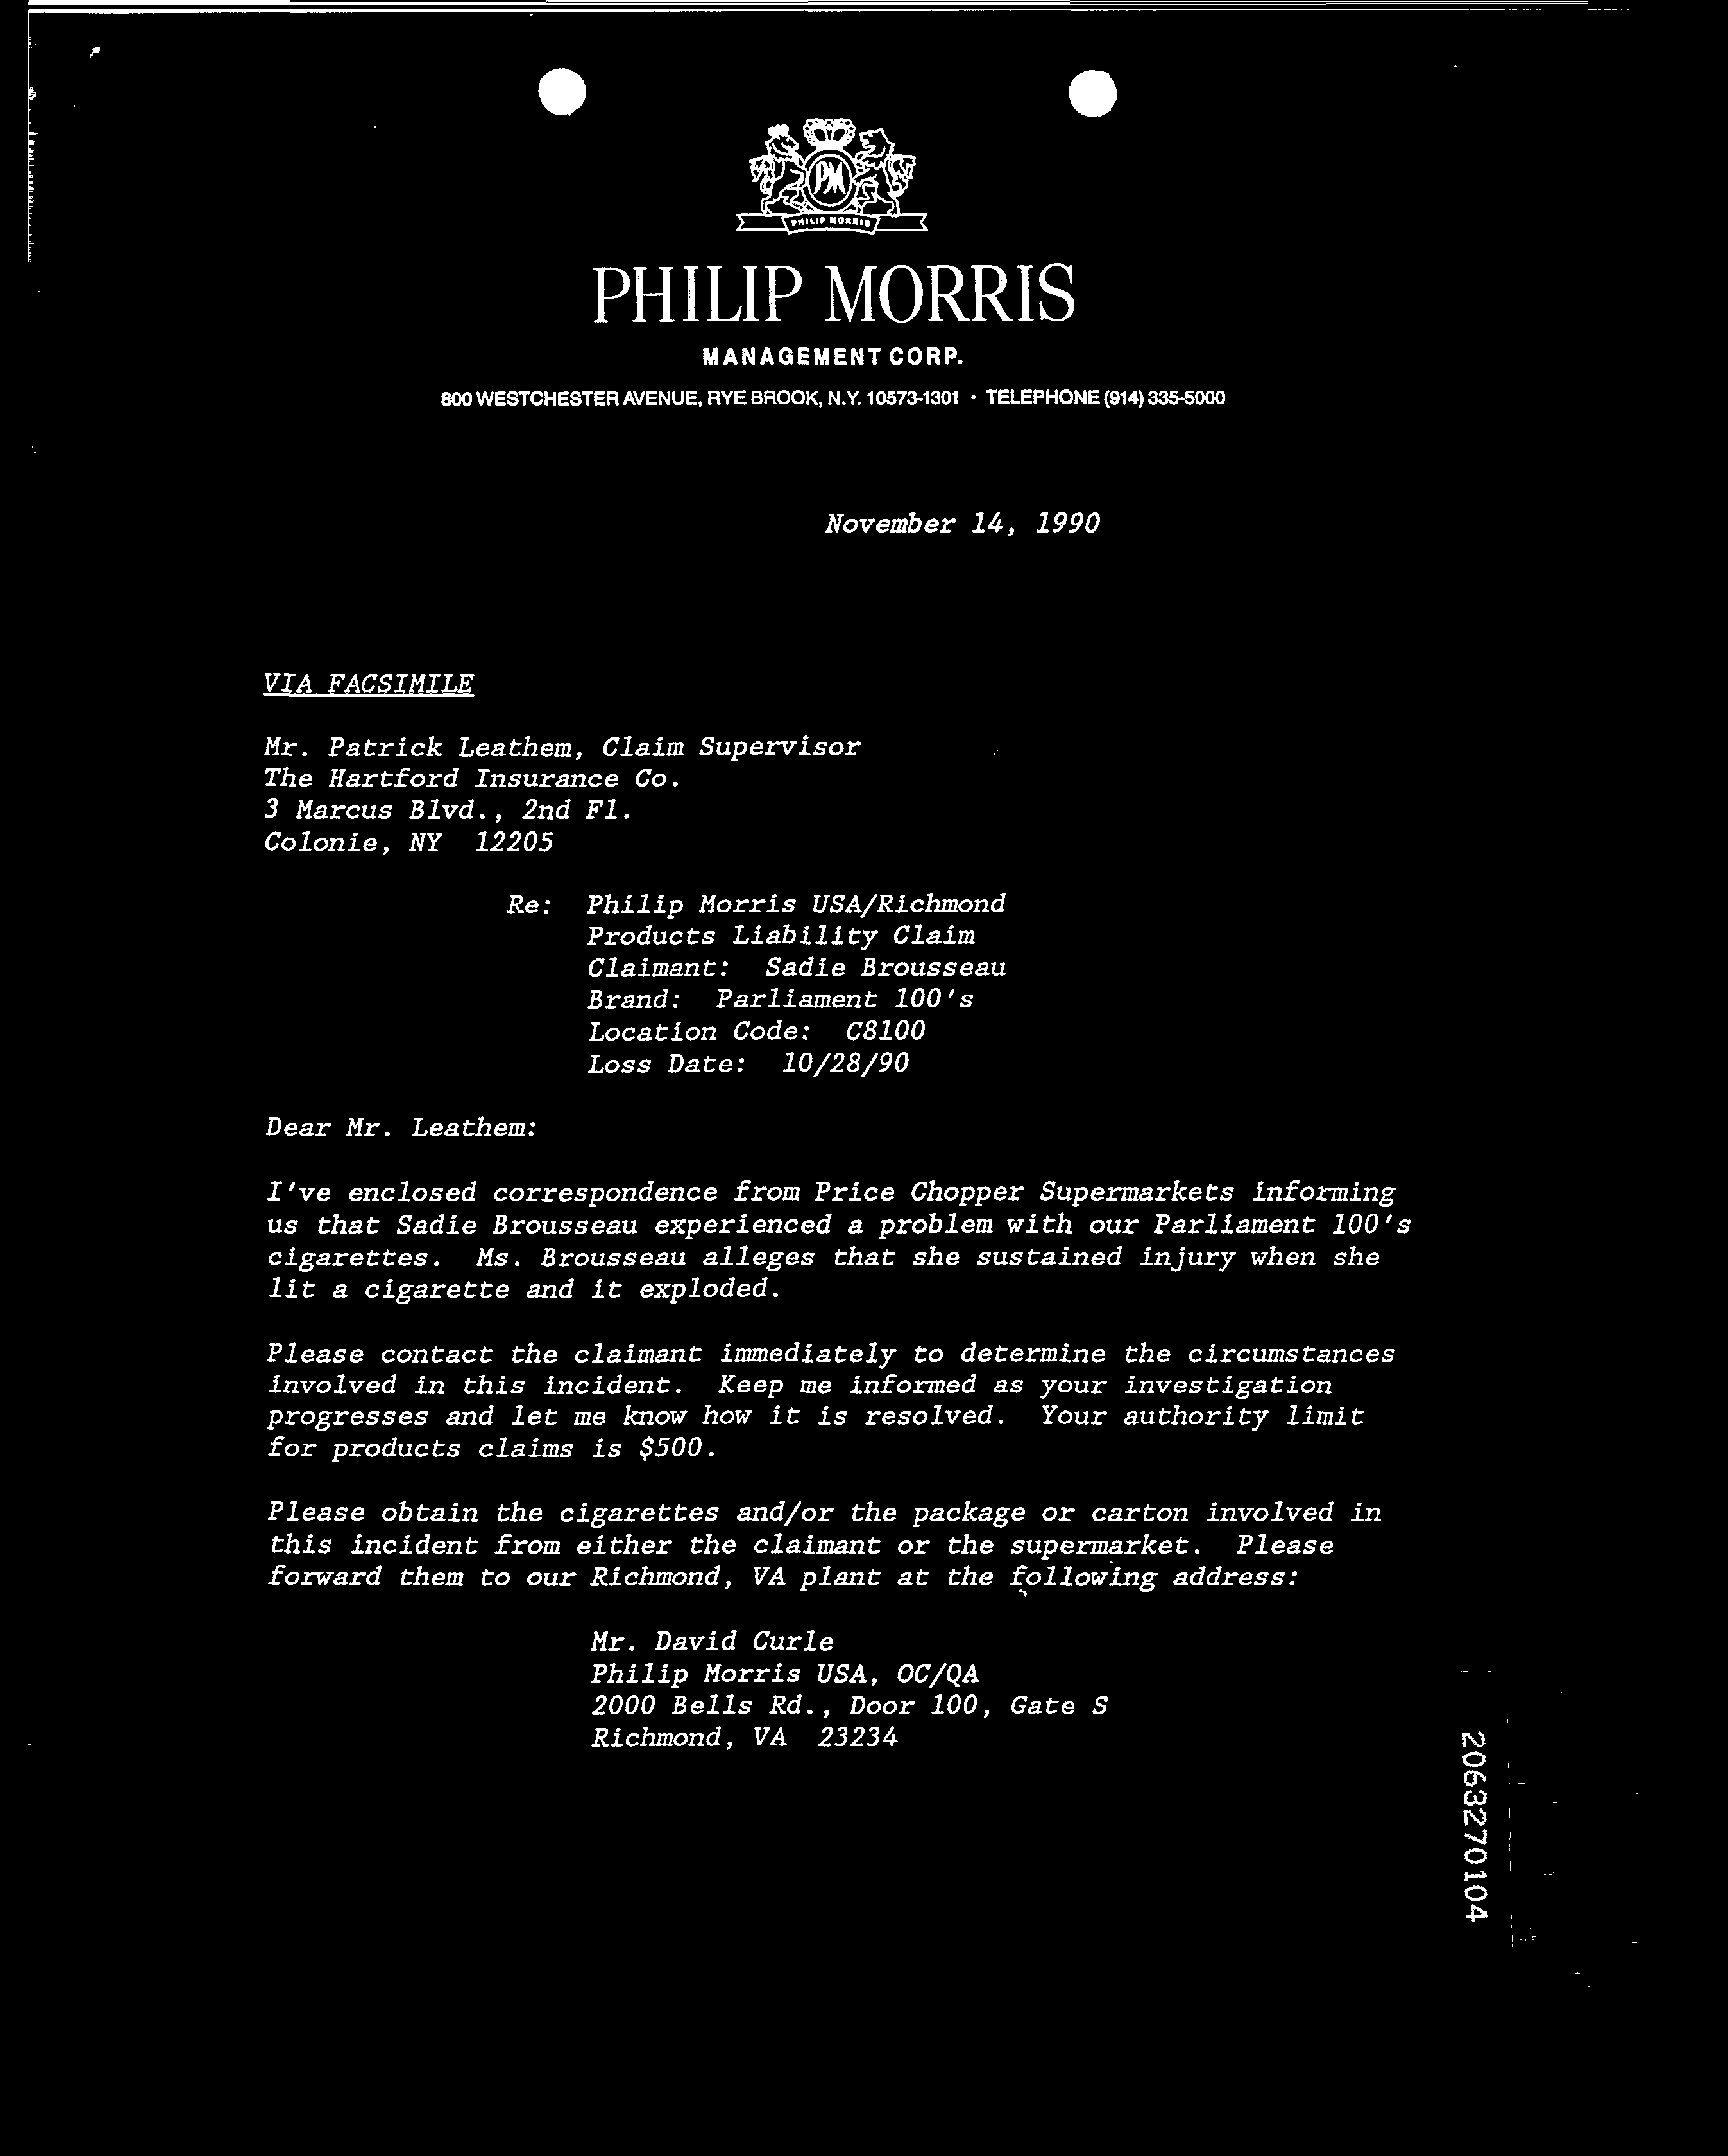 PM
PHILIP MORRIS
PHILIP MORRIS
MANAGEMENT CORP.
800 WESTCHESTER AVENUE, RYE BROOK, N.Y. 10573-1301 • TELEPHONE (914) 335-5000
November 14, 1990
VIA FACSIMILE
Mr. Patrick Leathem, Claim Supervisor
The Hartford Insurance Co.
3 Marcus Blvd., 2nd Fl.
Colonie, NY 12205
Re: Philip Morris USA/Richmond
Products Liability Claim
Claimant: Sadie Brousseau
Brand: Parliament 100's
Location Code: C8100
Loss Date: 10/28/90
Dear Mr. Leathem:
I've enclosed correspondence from Price Chopper Supermarkets informing
us that Sadie Brousseau experienced a problem with our Parliament 100's
cigarettes. Ms. Brousseau alleges that she sustained injury when she
lit a cigarette and it exploded.
Please contact the claimant immediately to determine the circumstances
involved in this incident. Keep me informed as your investigation
progresses and let me know how it is resolved. Your authority limit
for products claims is $500.
Please obtain the cigarettes and/or the package or carton involved in
this incident from either the claimant or the supermarket. Please
forward them to our Richmond, VA plant at the following address:
Mr. David Curle
Philip Morris USA, OC/QA
2000 Bells Rd., Door 100, Gate S
Richmond, VA 23234
2063270104